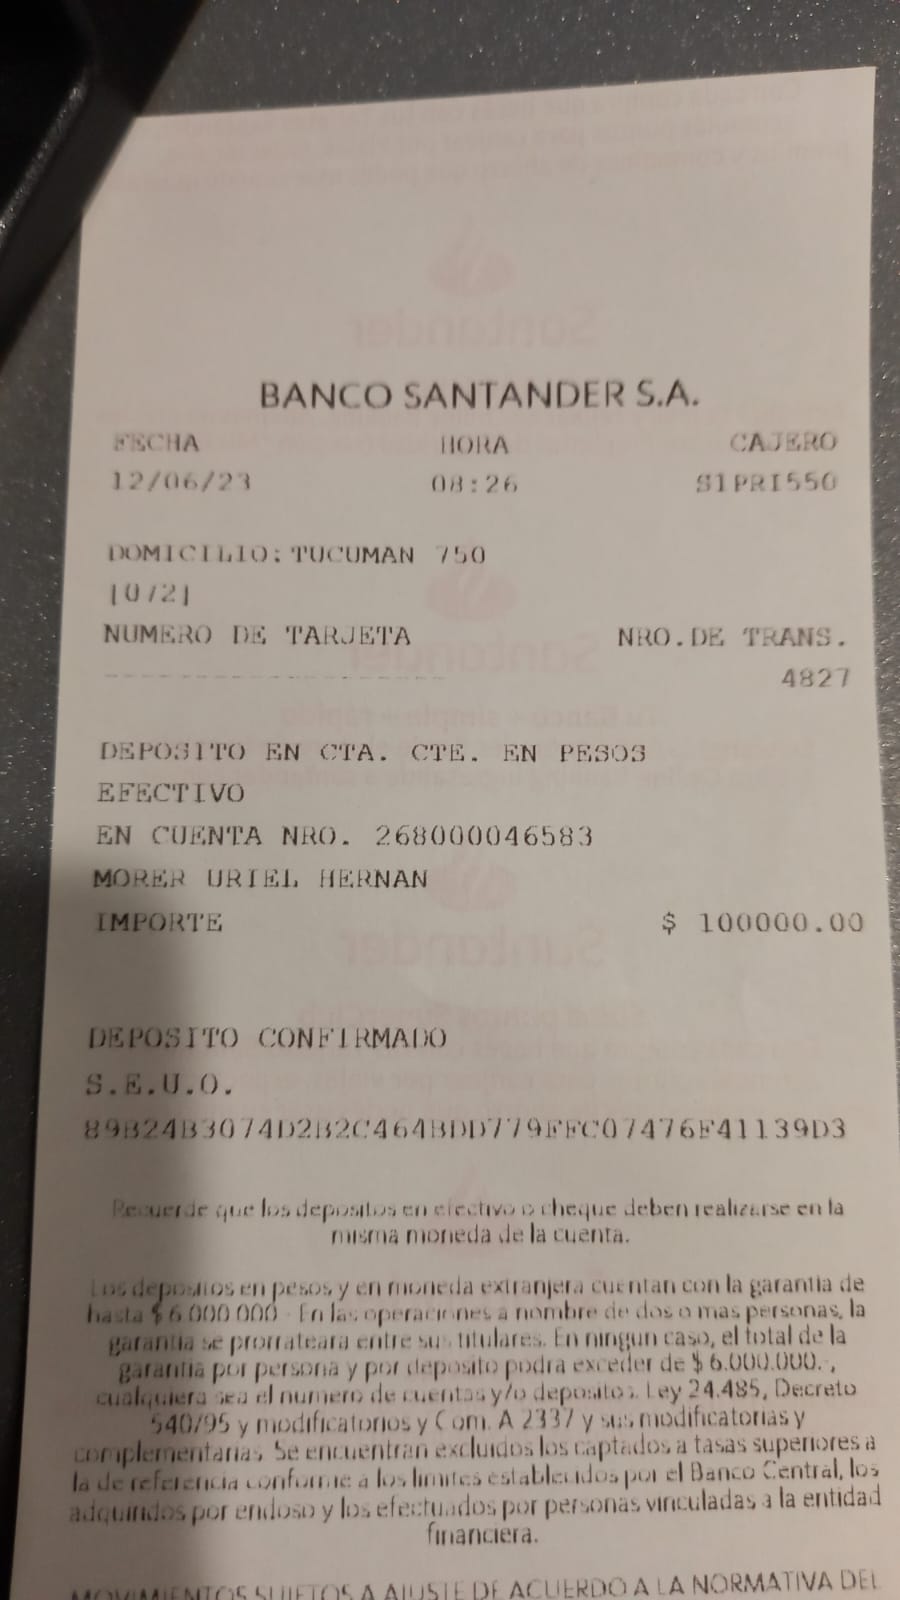 BANCO SANTANDER S.A.
FECHA HORA CAJERO
12/06/23 08:26 S1PRI550
DOMICILIO: TUCUMAN 750
[072]
NUMERO DE TARJETA NRO.DE TRANS.
------------------- 4827
DEPOSITO EN CTA. CTE. EN PESOS
EFECTIVO
EN CUENTA NRO. 268000046583
MORER URIEL HERNAN
IMPORTE $ 100000.00
DEPOSITO CONFIRMADO
S.E.U.O.
89B24B3074D2B2C464BDD779FFC07476F41139D3
Recuerde que los depositos en efectivo o cheque deben realizarse en la
misma moneda de la cuenta.
Los depositos en pesos y en moneda extranjera cuentan con la garantia de
hasta $ 6.000.000 - En las operaciones a nombre de dos o mas personas, la
garantia se prorrateara entre sus titulares. En ningun caso, el total de la
garantia por persona y por deposito podra exceder de $ 6.000.000.-,
cualquiera sea el numero de cuentas y/o depositos. Ley 24.485, Decreto
540/95 y modificatorios y Com. A 2337 y sus modificatorias y
complementarias. Se encuentran excluidos los captados a tasas superiores a
la de referencia conforme a los limites establecidos por el Banco Central, los
adquiridos por endoso y los efectuados por personas vinculadas a la entidad
financiera.
MOVIMIENTOS SUJETOS A AJUSTE DE ACUERDO A LA NORMATIVA DEL